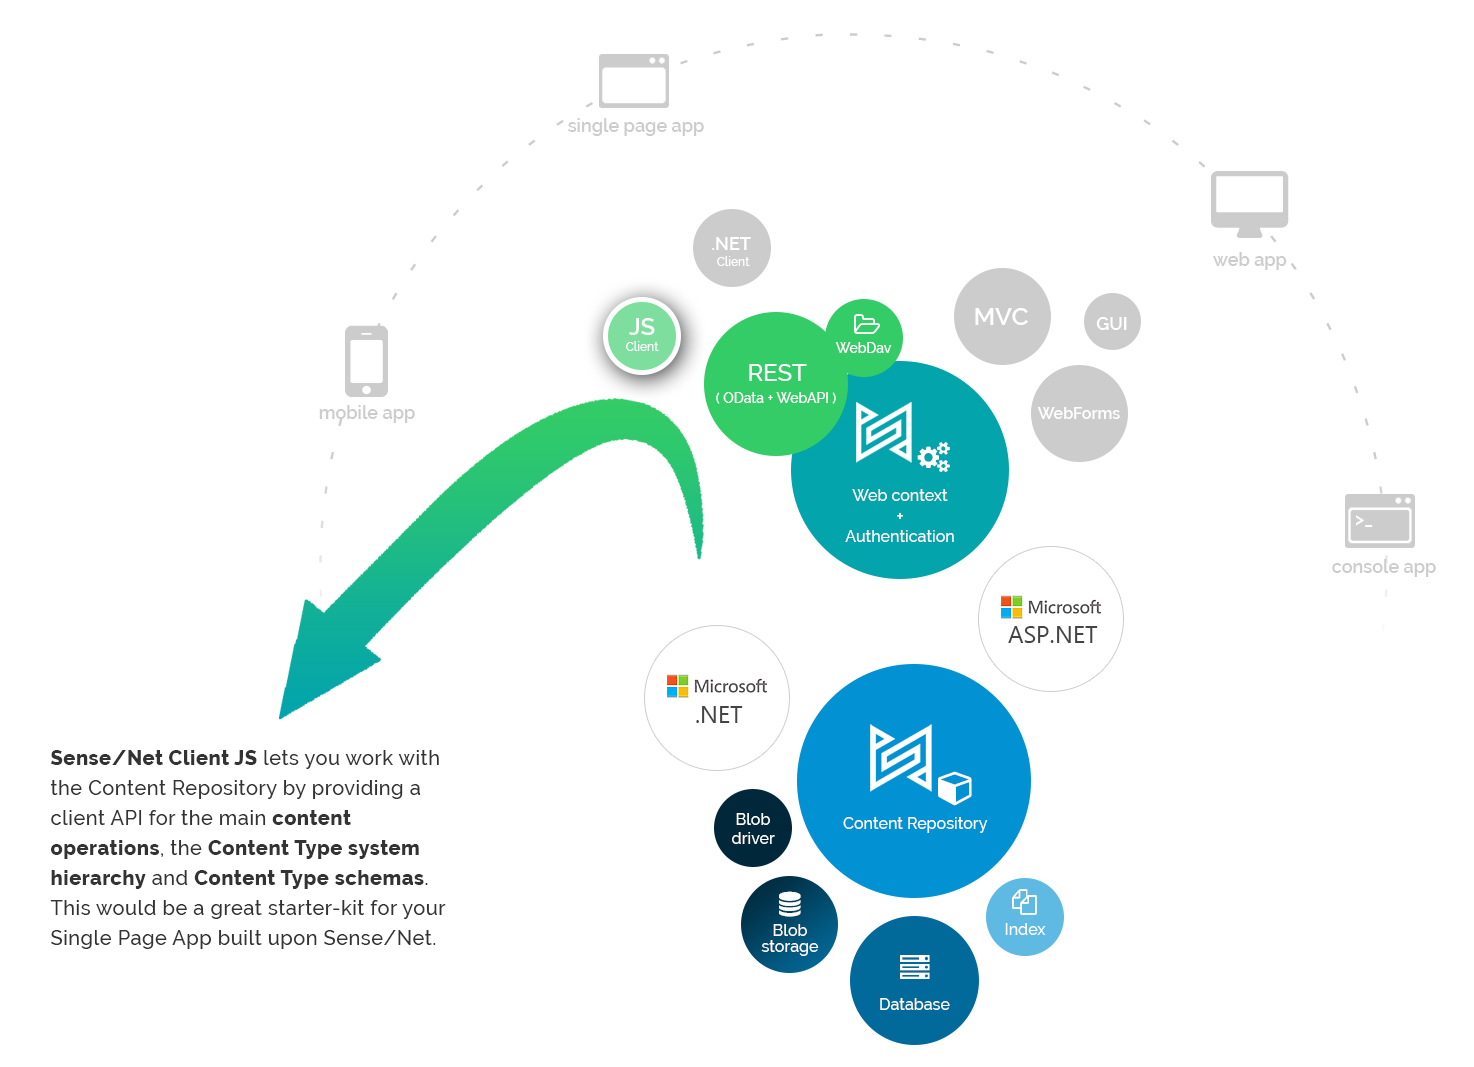 single page app
web app
.NET
Client
JS
Client
MVC
GUI
WebDav
REST
( OData + WebAPI )
mobile app
WebForms
Web context
+
Authentication
>_
console app
Microsoft
ASP.NET
Microsoft
.NET
Sense/Net Client JS lets you work with
the Content Repository by providing a
client API for the main content
operations, the Content Type system
hierarchy and Content Type schemas.
This would be a great starter-kit for your
Single Page App built upon Sense/Net.
Content Repository
Blob
driver
Blob
storage
Index
Database